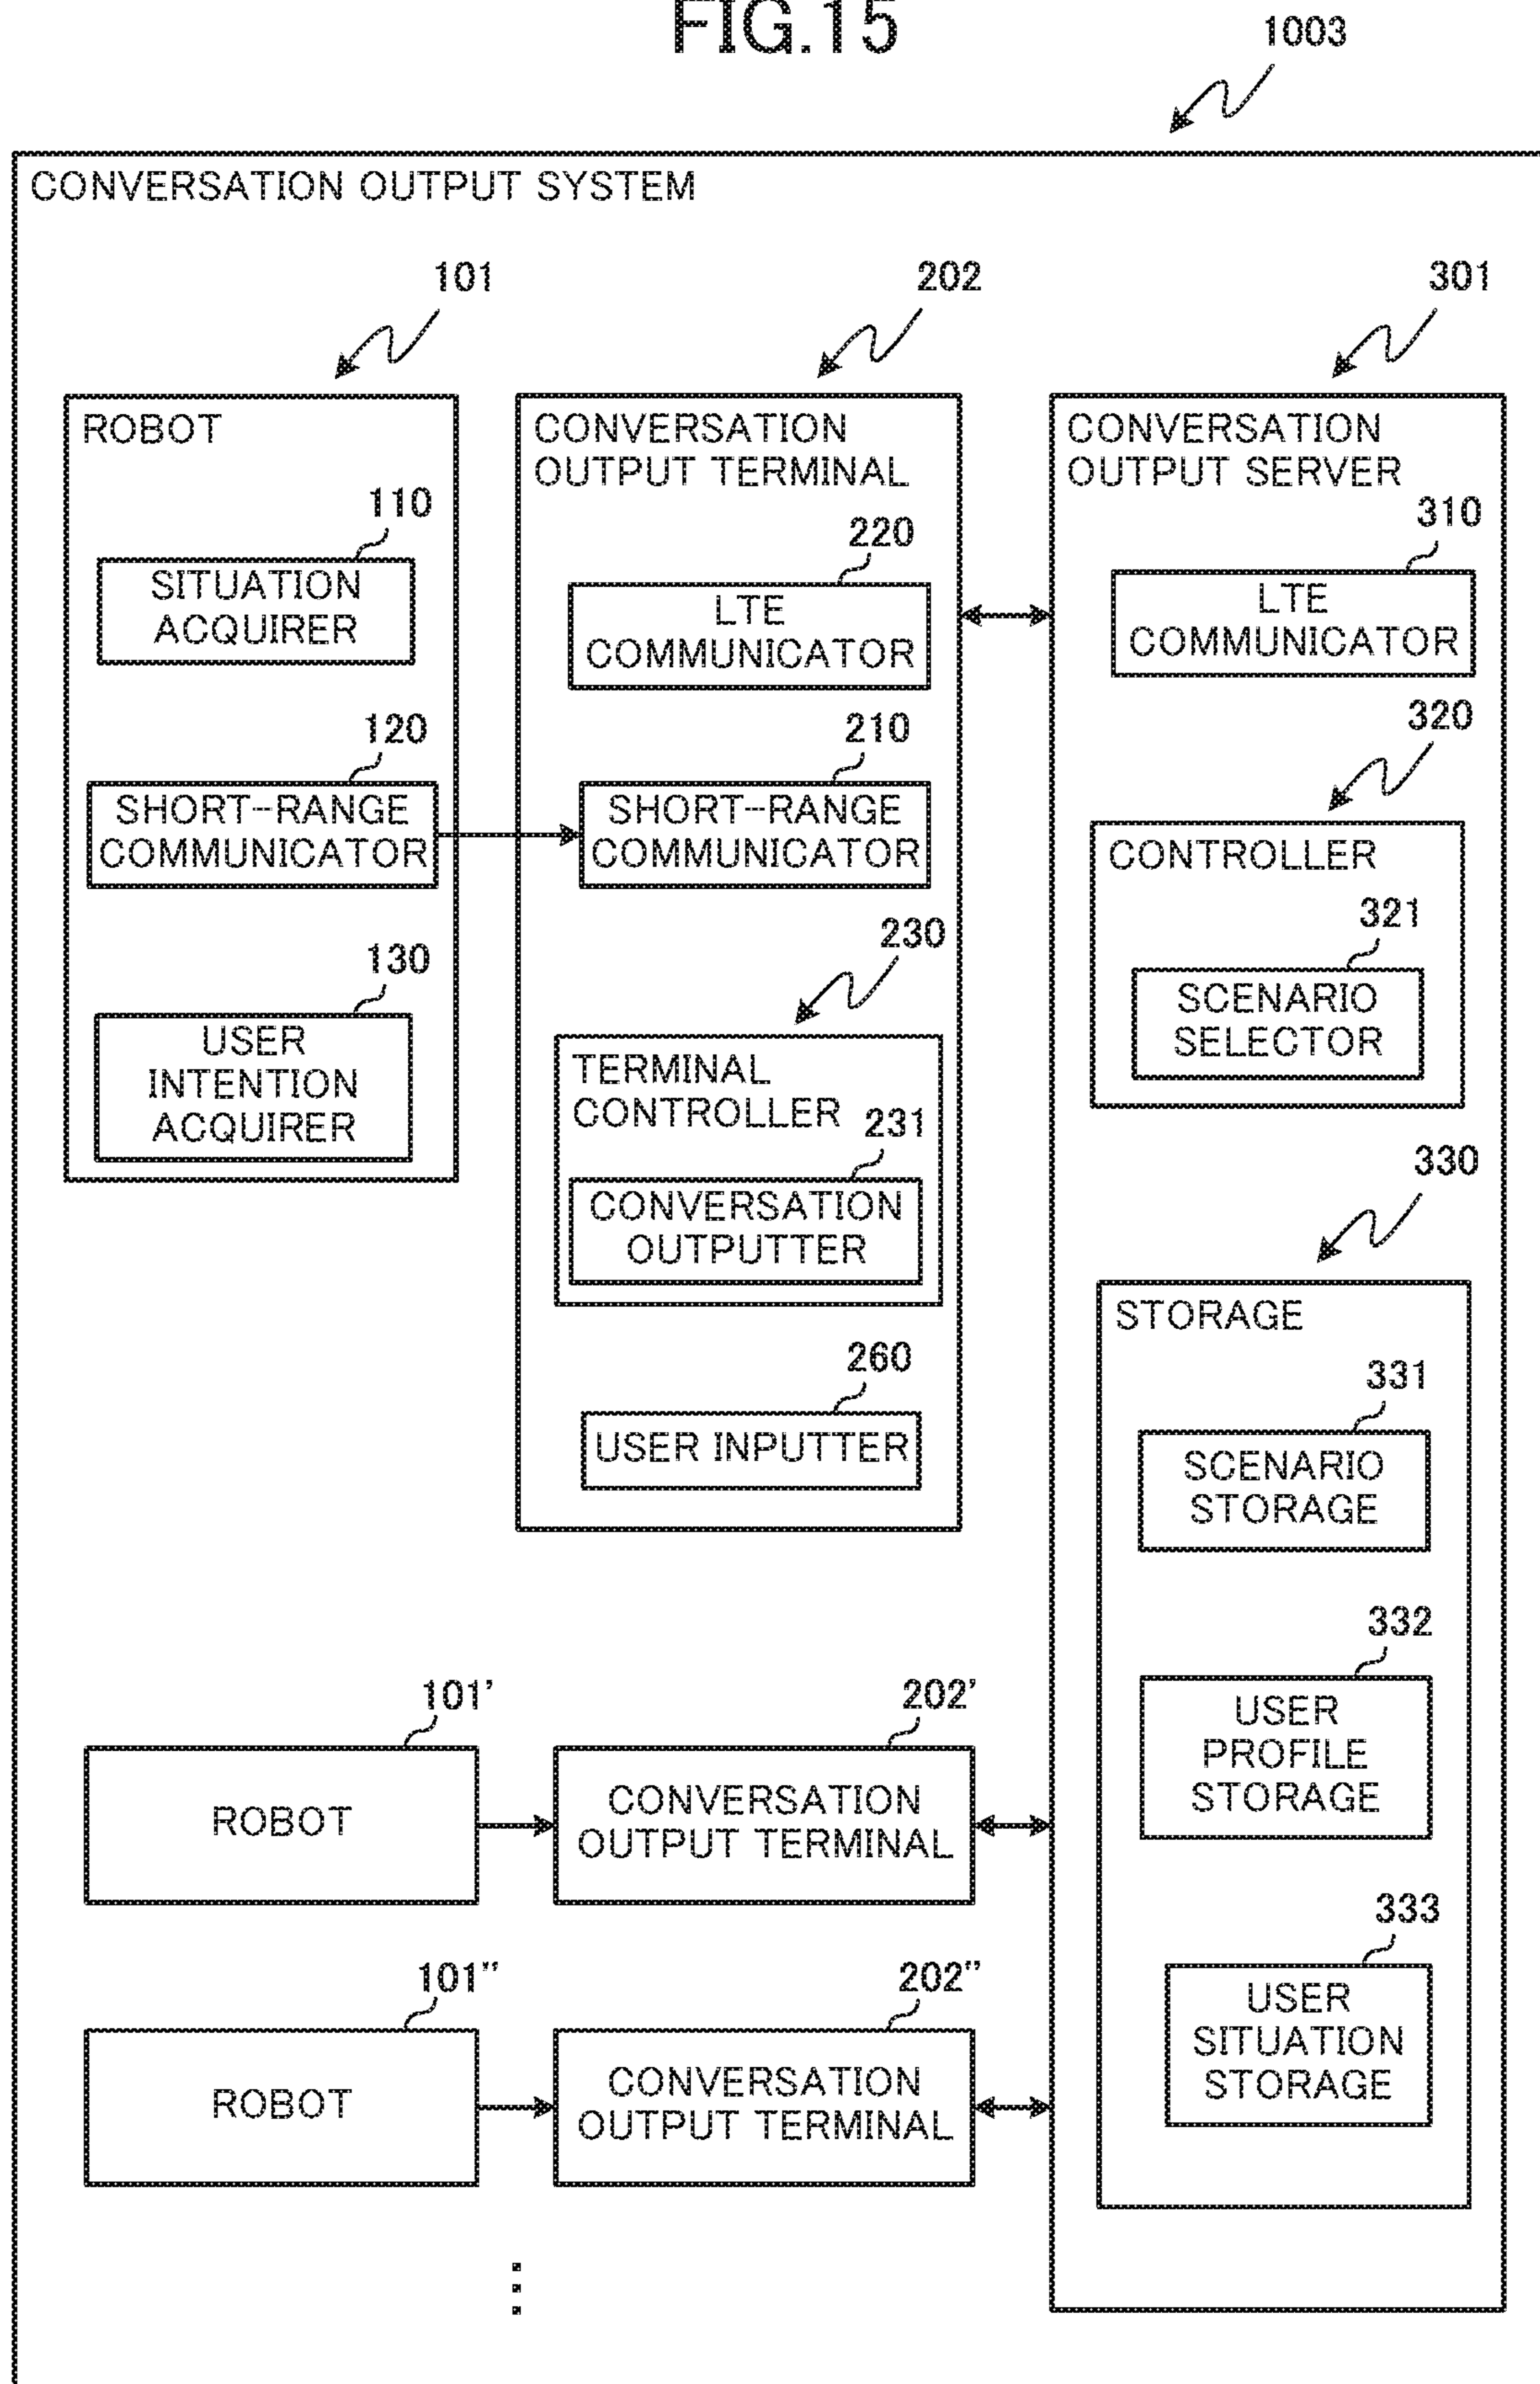 FIG.15
1003
CONVERSATION OUTPUT SYSTEM
101
202
301
ROBOT
110
SITUATION
ACQUIRER
120
SHORT-RANGE
COMMUNICATOR
130
USER
INTENTION
ACQUIRER
CONVERSATION
OUTPUT TERMINAL
220
LTE
COMMUNICATOR
210
SHORT-RANGE
COMMUNICATOR
230
TERMINAL
CONTROLLER
231
CONVERSATION
OUTPUTTER
260
USER INPUTTER
CONVERSATION
OUTPUT SERVER
310
LTE
COMMUNICATOR
320
CONTROLLER
321
SCENARIO
SELECTOR
330
STORAGE
331
SCENARIO
STORAGE
332
USER
PROFILE
STORAGE
333
USER
SITUATION
STORAGE
101'
ROBOT
202'
CONVERSATION
OUTPUT TERMINAL
101"
ROBOT
202"
CONVERSATION
OUTPUT TERMINAL